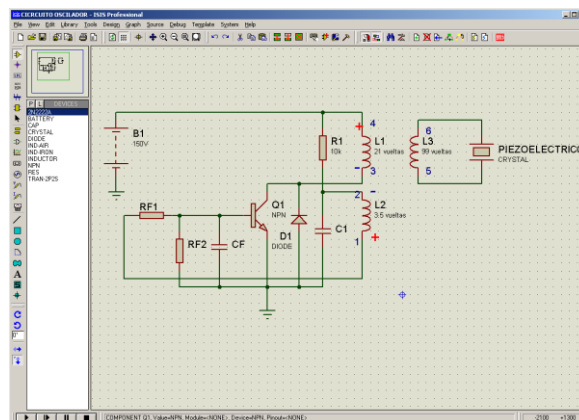 CIERCUITO OSCILADOR - ISIS Professional
File View Edit Library Tools Design Graph Source Debug Template System Help
P L DEVICES
2N2222A
BATTERY
CAP
CRYSTAL
DIODE
IND-AIR
IND-IRON
INDUCTOR
NPN
RES
TRAN-2P2S
B1
150V
R1
10k
4
+
L1
21 vueltas
-
3
6
L3
99 vueltas
5
PIEZOELECTRICO
CRYSTAL
2
-
L2
3.5 vueltas
1
+
RF1
RF2
CF
Q1
NPN
D1
DIODE
C1
A
COMPONENT Q1, Value=NPN, Module=<NONE>, Device=NPN, Pinout=<NONE>
-2100
+1300